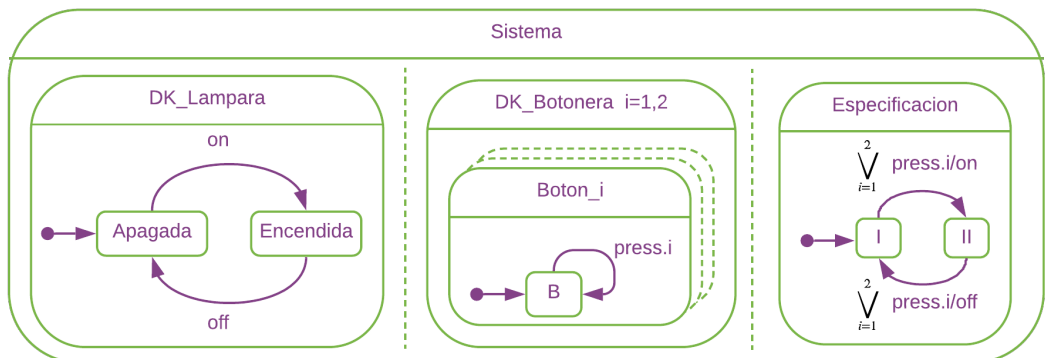 Sistema
DK_Lampara
on
Apagada
Encendida
off
DK_Botonera i=1,2
Boton_i
press.i
B
Especificacion
2
⋁ press.i/on
i=1
I
II
2
⋁ press.i/off
i=1